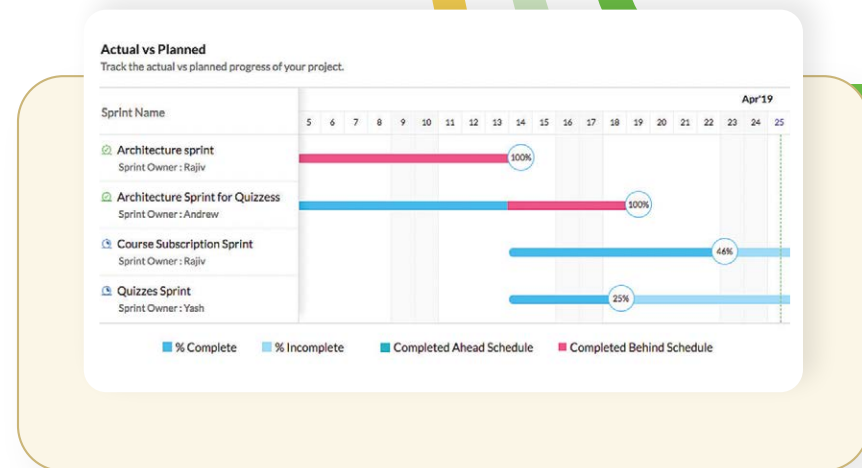 Actual vs Planned
Track the actual vs planned progress of your project.
Apr'19
Sprint Name
5 6 7 8 9 10 11 12 13 14 15 16 17 18 19 20 21 22 23 24 25
Architecture sprint
100%
Sprint Owner : Rajiv
Architecture Sprint for Quizzess
100%
Sprint Owner : Andrew
Course Subscription Sprint
46%
Sprint Owner : Rajiv
Quizzes Sprint
25%
Sprint Owner : Yash
% Complete % Incomplete Completed Ahead Schedule Completed Behind Schedule